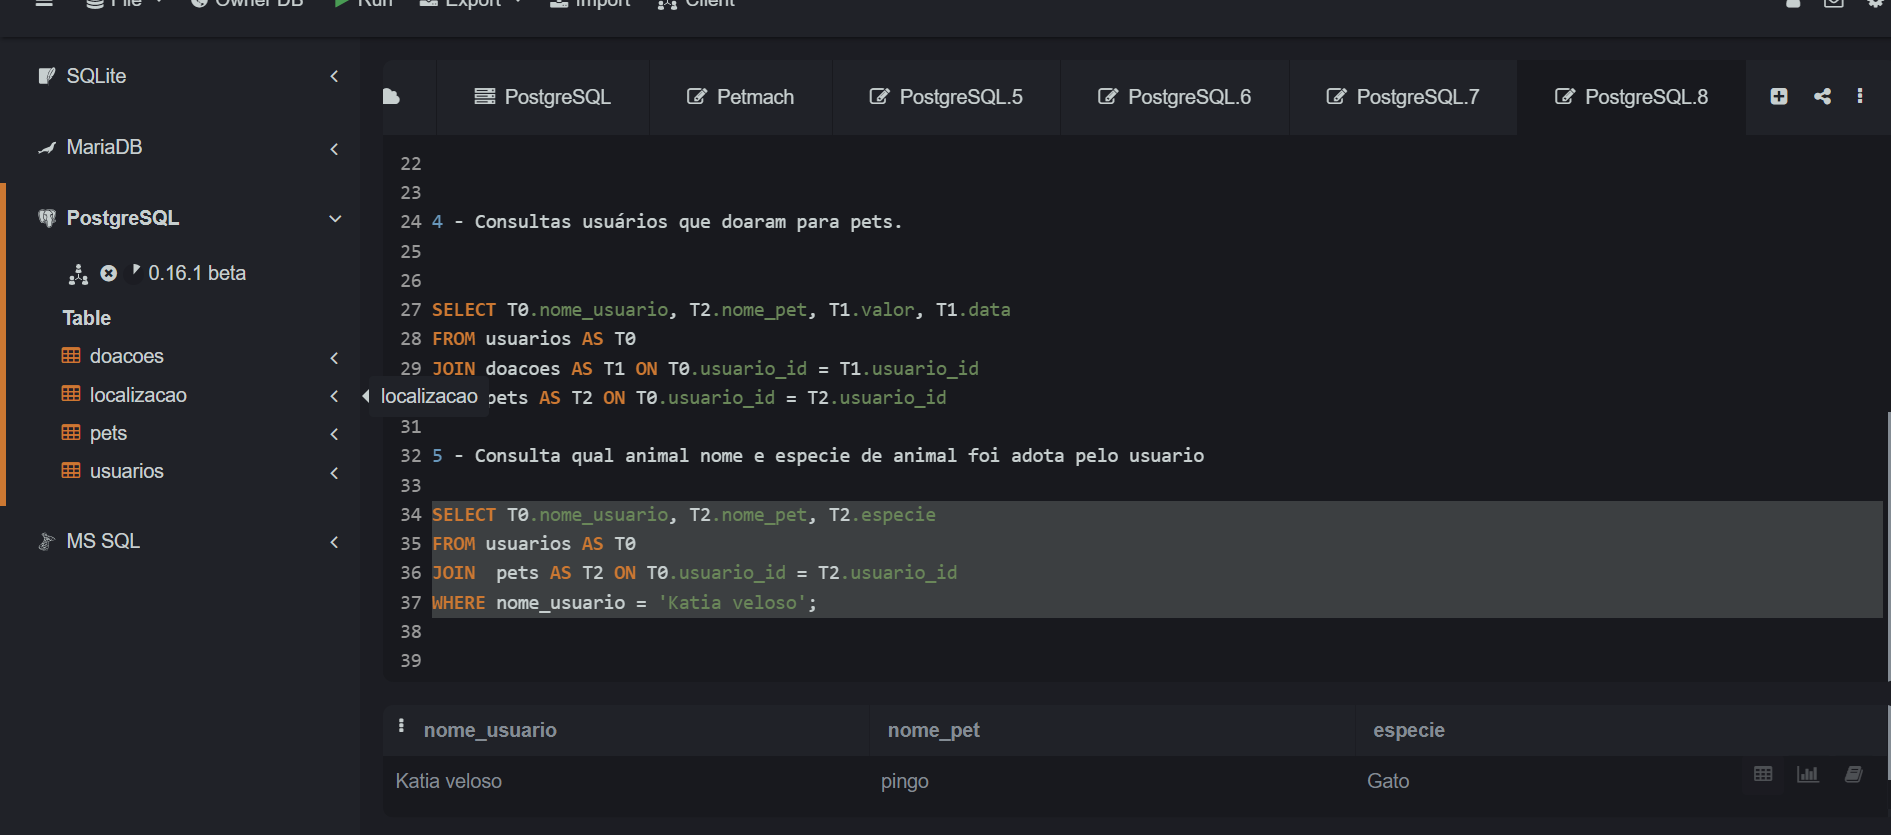 File Owner DB Run Export Import Client
SQLite
MariaDB
PostgreSQL
0.16.1 beta
Table
doacoes
localizacao
pets
usuarios
MS SQL
PostgreSQL Petmach PostgreSQL.5 PostgreSQL.6 PostgreSQL.7 PostgreSQL.8
22
23
24 4 - Consultas usuários que doaram para pets.
25
26
27 SELECT T0.nome_usuario, T2.nome_pet, T1.valor, T1.data
28 FROM usuarios AS T0
29 JOIN doacoes AS T1 ON T0.usuario_id = T1.usuario_id
localizacao
pets AS T2 ON T0.usuario_id = T2.usuario_id
31
32 5 - Consulta qual animal nome e especie de animal foi adota pelo usuario
33
34 SELECT T0.nome_usuario, T2.nome_pet, T2.especie
35 FROM usuarios AS T0
36 JOIN  pets AS T2 ON T0.usuario_id = T2.usuario_id
37 WHERE nome_usuario = 'Katia veloso';
38
39
nome_usuario nome_pet especie
Katia veloso pingo Gato